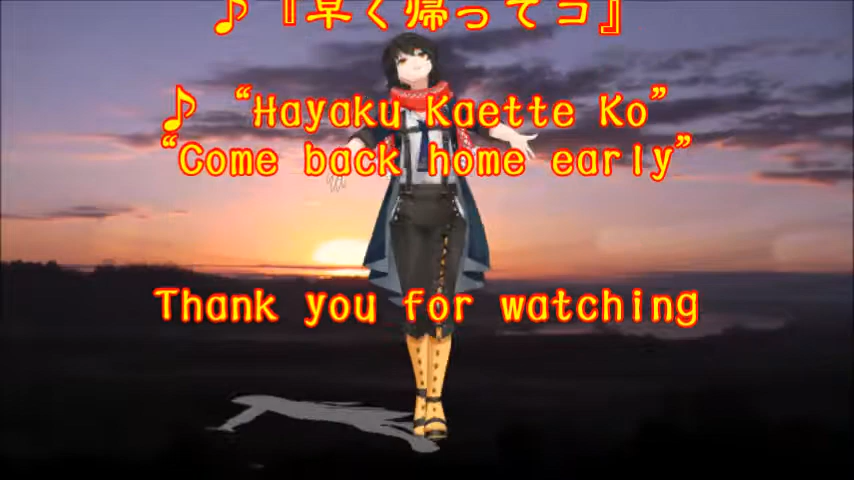 ♪『早く帰ってコ』
♪ “Hayaku Kaette Ko”
“Come back home early”
Thank you for watching